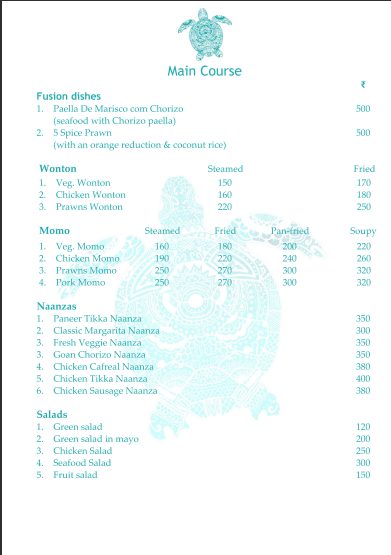 Main Course
₹
Fusion dishes
1. Paella De Marisco com Chorizo 500
(seafood with Chorizo paella)
2. 5 Spice Prawn 500
(with an orange reduction & coconut rice)
Wonton Steamed Fried
1. Veg. Wonton 150 170
2. Chicken Wonton 160 180
3. Prawns Wonton 220 250
Momo Steamed Fried Pan-fried Soupy
1. Veg. Momo 160 180 200 220
2. Chicken Momo 190 220 240 260
3. Prawns Momo 250 270 300 320
4. Pork Momo 250 270 300 320
Naanzas
1. Paneer Tikka Naanza 350
2. Classic Margarita Naanza 300
3. Fresh Veggie Naanza 350
3. Goan Chorizo Naanza 350
4. Chicken Cafreal Naanza 380
5. Chicken Tikka Naanza 400
6. Chicken Sausage Naanza 380
Salads
1. Green salad 120
2. Green salad in mayo 200
3. Chicken Salad 250
4. Seafood Salad 300
5. Fruit salad 150